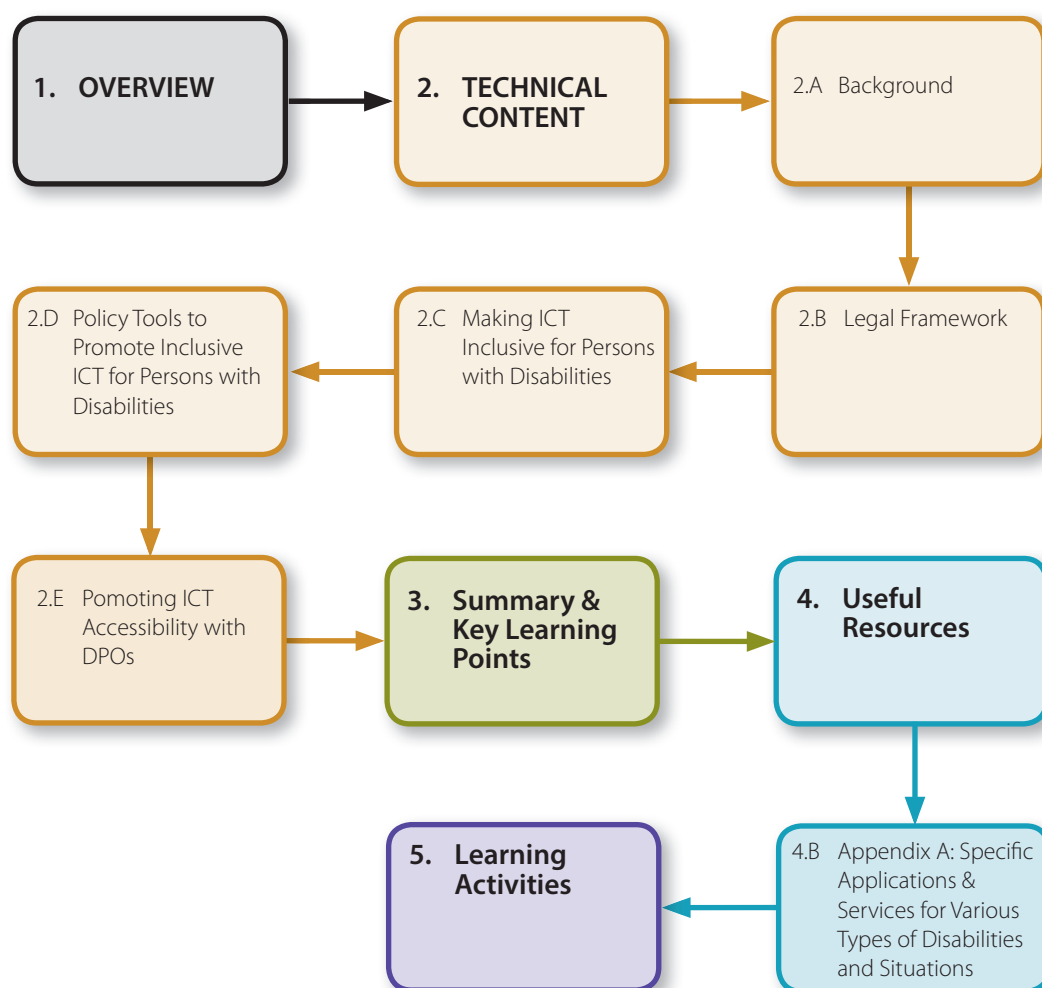 1. OVERVIEW
2. TECHNICAL
CONTENT
2.A Background
2.B Legal Framework
2.C Making ICT
Inclusive for Persons
with Disabilities
2.D Policy Tools to
Promote Inclusive
ICT for Persons with
Disabilities
2.E Pomoting ICT
Accessibility with
DPOs
3. Summary &
Key Learning
Points
4. Useful
Resources
4.B Appendix A: Specific
Applications &
Services for Various
Types of Disabilities
and Situations
5. Learning
Activities